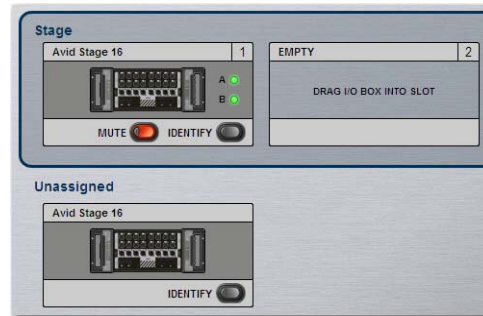 Stage
Avid Stage 16 1
EMPTY 2
A
B
DRAG I/O BOX INTO SLOT
MUTE IDENTIFY
Unassigned
Avid Stage 16
IDENTIFY